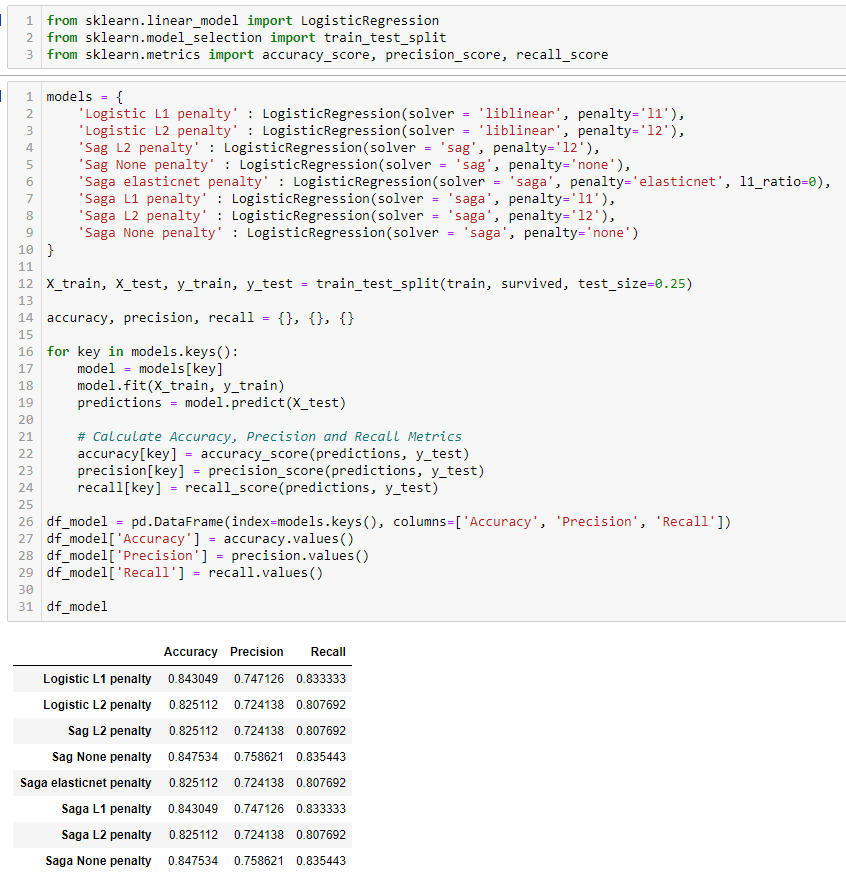 1 from sklearn.linear_model import LogisticRegression
2 from sklearn.model_selection import train_test_split
3 from sklearn.metrics import accuracy_score, precision_score, recall_score
1 models = {
2     'Logistic L1 penalty' : LogisticRegression(solver = 'liblinear', penalty='l1'),
3     'Logistic L2 penalty' : LogisticRegression(solver = 'liblinear', penalty='l2'),
4     'Sag L2 penalty' : LogisticRegression(solver = 'sag', penalty='l2'),
5     'Sag None penalty' : LogisticRegression(solver = 'sag', penalty='none'),
6     'Saga elasticnet penalty' : LogisticRegression(solver = 'saga', penalty='elasticnet', l1_ratio=0),
7     'Saga L1 penalty' : LogisticRegression(solver = 'saga', penalty='l1'),
8     'Saga L2 penalty' : LogisticRegression(solver = 'saga', penalty='l2'),
9     'Saga None penalty' : LogisticRegression(solver = 'saga', penalty='none')
10 }
11
12 X_train, X_test, y_train, y_test = train_test_split(train, survived, test_size=0.25)
13
14 accuracy, precision, recall = {}, {}, {}
15
16 for key in models.keys():
17     model = models[key]
18     model.fit(X_train, y_train)
19     predictions = model.predict(X_test)
20
21     # Calculate Accuracy, Precision and Recall Metrics
22     accuracy[key] = accuracy_score(predictions, y_test)
23     precision[key] = precision_score(predictions, y_test)
24     recall[key] = recall_score(predictions, y_test)
25
26 df_model = pd.DataFrame(index=models.keys(), columns=['Accuracy', 'Precision', 'Recall'])
27 df_model['Accuracy'] = accuracy.values()
28 df_model['Precision'] = precision.values()
29 df_model['Recall'] = recall.values()
30
31 df_model
Accuracy Precision Recall
Logistic L1 penalty 0.843049 0.747126 0.833333
Logistic L2 penalty 0.825112 0.724138 0.807692
Sag L2 penalty 0.825112 0.724138 0.807692
Sag None penalty 0.847534 0.758621 0.835443
Saga elasticnet penalty 0.825112 0.724138 0.807692
Saga L1 penalty 0.843049 0.747126 0.833333
Saga L2 penalty 0.825112 0.724138 0.807692
Saga None penalty 0.847534 0.758621 0.835443